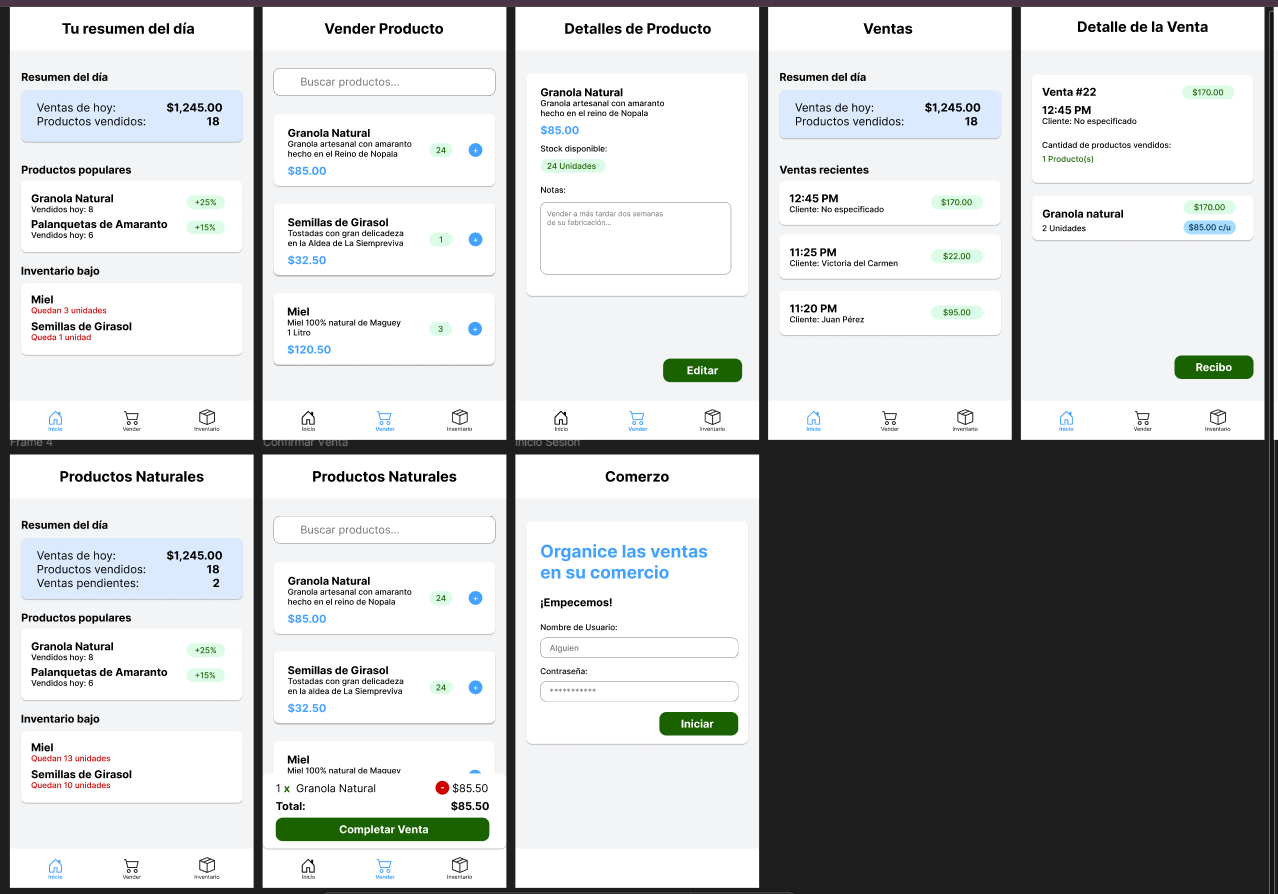 Tu resumen del día
Resumen del día
Ventas de hoy: $1,245.00
Productos vendidos: 18
Productos populares
Granola Natural
Vendidos hoy: 8
+25%
Palanquetas de Amaranto
Vendidos hoy: 6
+15%
Inventario bajo
Miel
Quedan 3 unidades
Semillas de Girasol
Queda 1 unidad
Inicio Vender Inventario
Vender Producto
Buscar productos...
Granola Natural
Granola artesanal con amaranto
hecho en el Reino de Nopala
$85.00
24 +
Semillas de Girasol
Tostadas con gran delicadeza
en la Aldea de La Siempreviva
$32.50
1 +
Miel
Miel 100% natural de Maguey
1 Litro
$120.50
3 +
Inicio Vender Inventario
Detalles de Producto
Granola Natural
Granola artesanal con amaranto
hecho en el reino de Nopala
$85.00
Stock disponible:
24 Unidades
Notas:
Vender a más tardar dos semanas
de su fabricación...
Editar
Inicio Vender Inventario
Ventas
Resumen del día
Ventas de hoy: $1,245.00
Productos vendidos: 18
Ventas recientes
12:45 PM
Cliente: No especificado
$170.00
11:25 PM
Cliente: Victoria del Carmen
$22.00
11:20 PM
Cliente: Juan Pérez
$95.00
Inicio Vender Inventario
Detalle de la Venta
Venta #22 $170.00
12:45 PM
Cliente: No especificado
Cantidad de productos vendidos:
1 Producto(s)
Granola natural
2 Unidades
$170.00
$85.00 c/u
Recibo
Inicio Vender Inventario
Frame 4
Productos Naturales
Resumen del día
Ventas de hoy: $1,245.00
Productos vendidos: 18
Ventas pendientes: 2
Productos populares
Granola Natural
Vendidos hoy: 8
+25%
Palanquetas de Amaranto
Vendidos hoy: 6
+15%
Inventario bajo
Miel
Quedan 13 unidades
Semillas de Girasol
Quedan 10 unidades
Inicio Vender Inventario
Confirmar Venta
Productos Naturales
Buscar productos...
Granola Natural
Granola artesanal con amaranto
hecho en el reino de Nopala
$85.00
24 +
Semillas de Girasol
Tostadas con gran delicadeza
en la aldea de La Siempreviva
$32.50
24 +
Miel
Miel 100% natural de Maguey
1 x Granola Natural - $85.50
Total: $85.50
Completar Venta
Inicio Vender Inventario
Inicio Sesión
Comerzo
Organice las ventas
en su comercio
¡Empecemos!
Nombre de Usuario:
Alguien
Contraseña:
***********
Iniciar